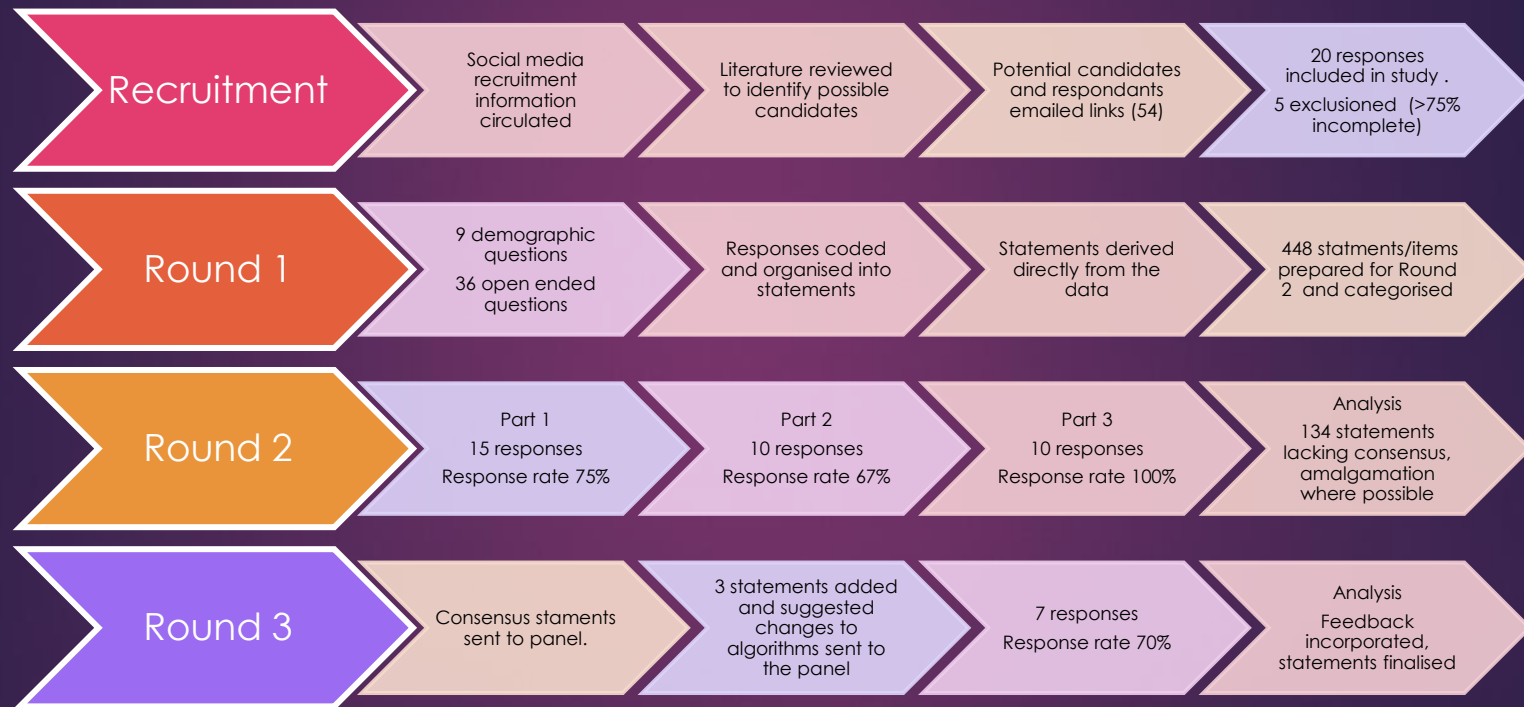 Recruitment
Social media
recruitment
information
circulated
Literature reviewed
to identify possible
candidates
Potential candidates
and respondants
emailed links (54)
20 responses
included in study .
5 exclusioned (>75%
incomplete)
Round 1
9 demographic
questions
36 open ended
questions
Responses coded
and organised into
statements
Statements derived
directly from the
data
448 statments/items
prepared for Round
2 and categorised
Round 2
Part 1
15 responses
Response rate 75%
Part 2
10 responses
Response rate 67%
Part 3
10 responses
Response rate 100%
Analysis
134 statements
lacking consensus,
amalgamation
where possible
Round 3
Consensus staments
sent to panel.
3 statements added
and suggested
changes to
algorithms sent to
the panel
7 responses
Response rate 70%
Analysis
Feedback
incorporated,
statements finalised